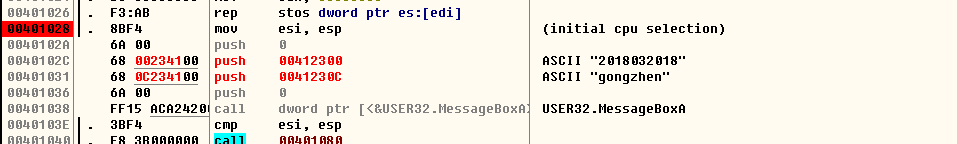 00401026 . F3:AB rep stos dword ptr es:[edi]
00401028 . 8BF4 mov esi, esp (initial cpu selection)
0040102A 6A 00 push 0
0040102C 68 00234100 push 00412300 ASCII "2018032018"
00401031 68 0C234100 push 0041230C ASCII "gongzhen"
00401036 6A 00 push 0
00401038 FF15 ACA24200 call dword ptr [<&USER32.MessageBoxA> USER32.MessageBoxA
0040103E . 3BF4 cmp esi, esp
00401040 . E8 3B000000 call 00401080